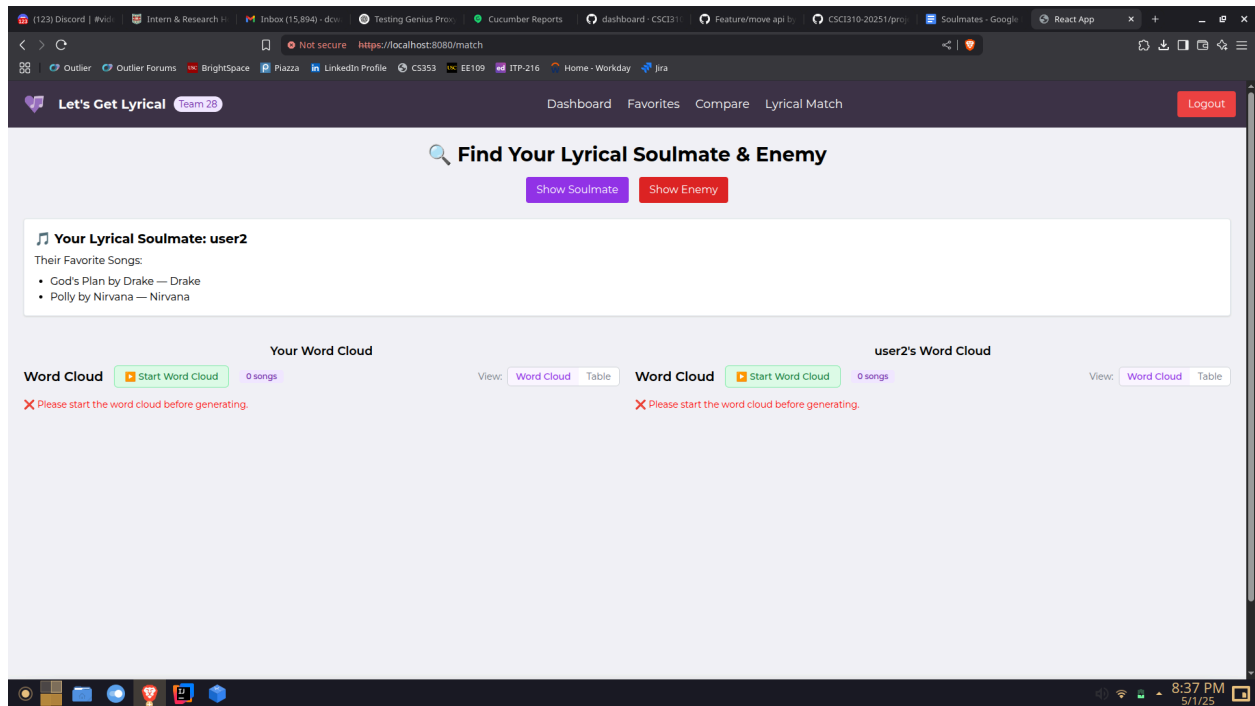 (123) Discord | #vid
Intern & Research H
M Inbox (15,894) - dcw
Testing Genius Prox
Cucumber Reports
dashboard · CSCI310
Feature/move api b
CSCI310-20251/proj
Soulmates - Google
React App
Not secure https://localhost:8080/match
Outlier
Outlier Forums
USC BrightSpace
Piazza
in LinkedIn Profile
CS353
USC EE109
ed ITP-216
Home - Workday
Jira
Let's Get Lyrical Team 28
Dashboard Favorites Compare Lyrical Match
Logout
Find Your Lyrical Soulmate & Enemy
Show Soulmate Show Enemy
Your Lyrical Soulmate: user2
Their Favorite Songs:
• God's Plan by Drake — Drake
• Polly by Nirvana — Nirvana
Your Word Cloud
Word Cloud Start Word Cloud 0 songs View: Word Cloud Table
Please start the word cloud before generating.
user2's Word Cloud
Word Cloud Start Word Cloud 0 songs View: Word Cloud Table
Please start the word cloud before generating.
8:37 PM
5/1/25